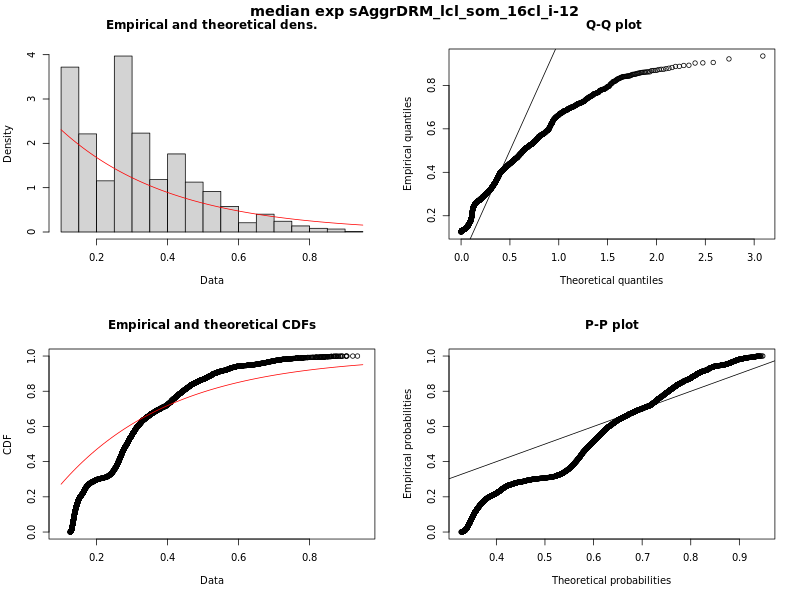 median exp sAggrDRM_lcl_som_16cl_i-12
Empirical and theoretical dens.
Density
0 1 2 3 4
0.2 0.4 0.6 0.8
Data
Q-Q plot
Empirical quantiles
0.2 0.4 0.6 0.8
0.0 0.5 1.0 1.5 2.0 2.5 3.0
Theoretical quantiles
Empirical and theoretical CDFs
CDF
0.0 0.2 0.4 0.6 0.8 1.0
0.2 0.4 0.6 0.8
Data
P-P plot
Empirical probabilities
0.0 0.2 0.4 0.6 0.8 1.0
0.4 0.5 0.6 0.7 0.8 0.9
Theoretical probabilities